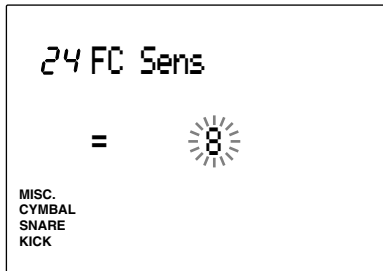 24 FC Sens
= 8
MISC.
CYMBAL
SNARE
KICK